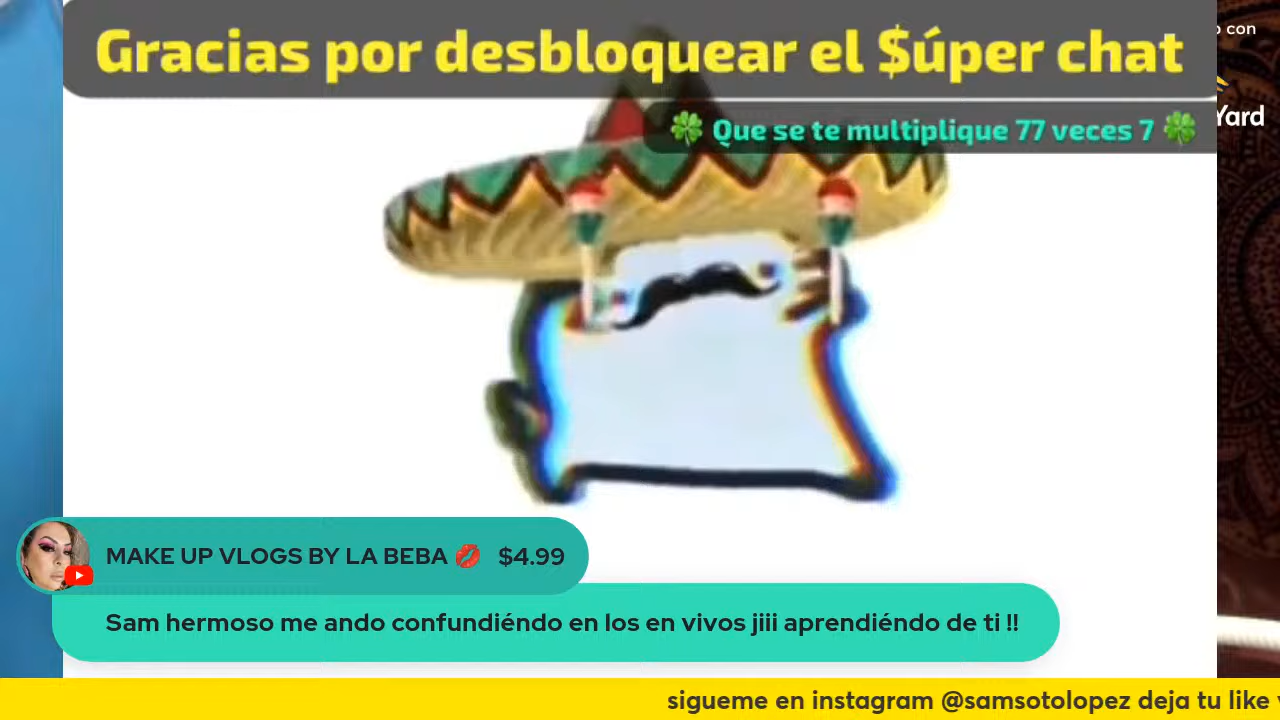 Gracias por desbloquear el $úper chat
o con
Yard
🍀 Que se te multiplique 77 veces 7 🍀
MAKE UP VLOGS BY LA BEBA 💋 $4.99
Sam hermoso me ando confundiéndo en los en vivos jiii aprendiéndo de ti !!
sigueme en instagram @samsotolopez deja tu like